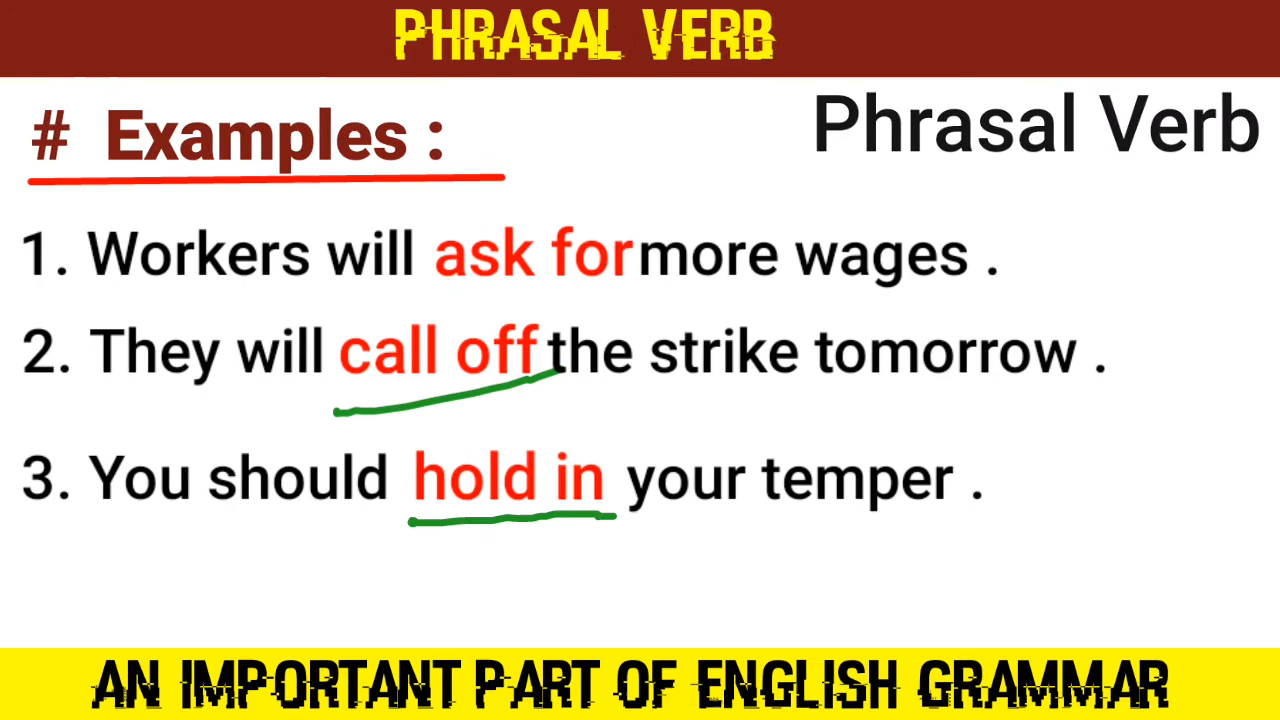 PHRASAL VERB
# Examples :
Phrasal Verb
1. Workers will ask for more wages .
2. They will call off the strike tomorrow .
3. You should hold in your temper .
AN IMPORTANT PART OF ENGLISH GRAMMAR